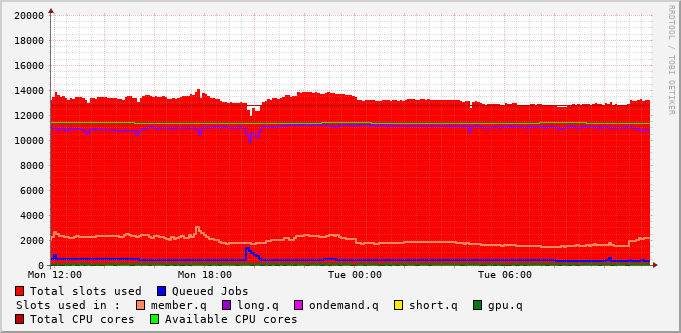 20000
18000
16000
14000
12000
10000
8000
6000
4000
2000
0
Mon 12:00 Mon 18:00 Tue 00:00 Tue 06:00
RRDTOOL / TOBI OETIKER
Total slots used Queued Jobs
Slots used in : member.q long.q ondemand.q short.q gpu.q
Total CPU cores Available CPU cores